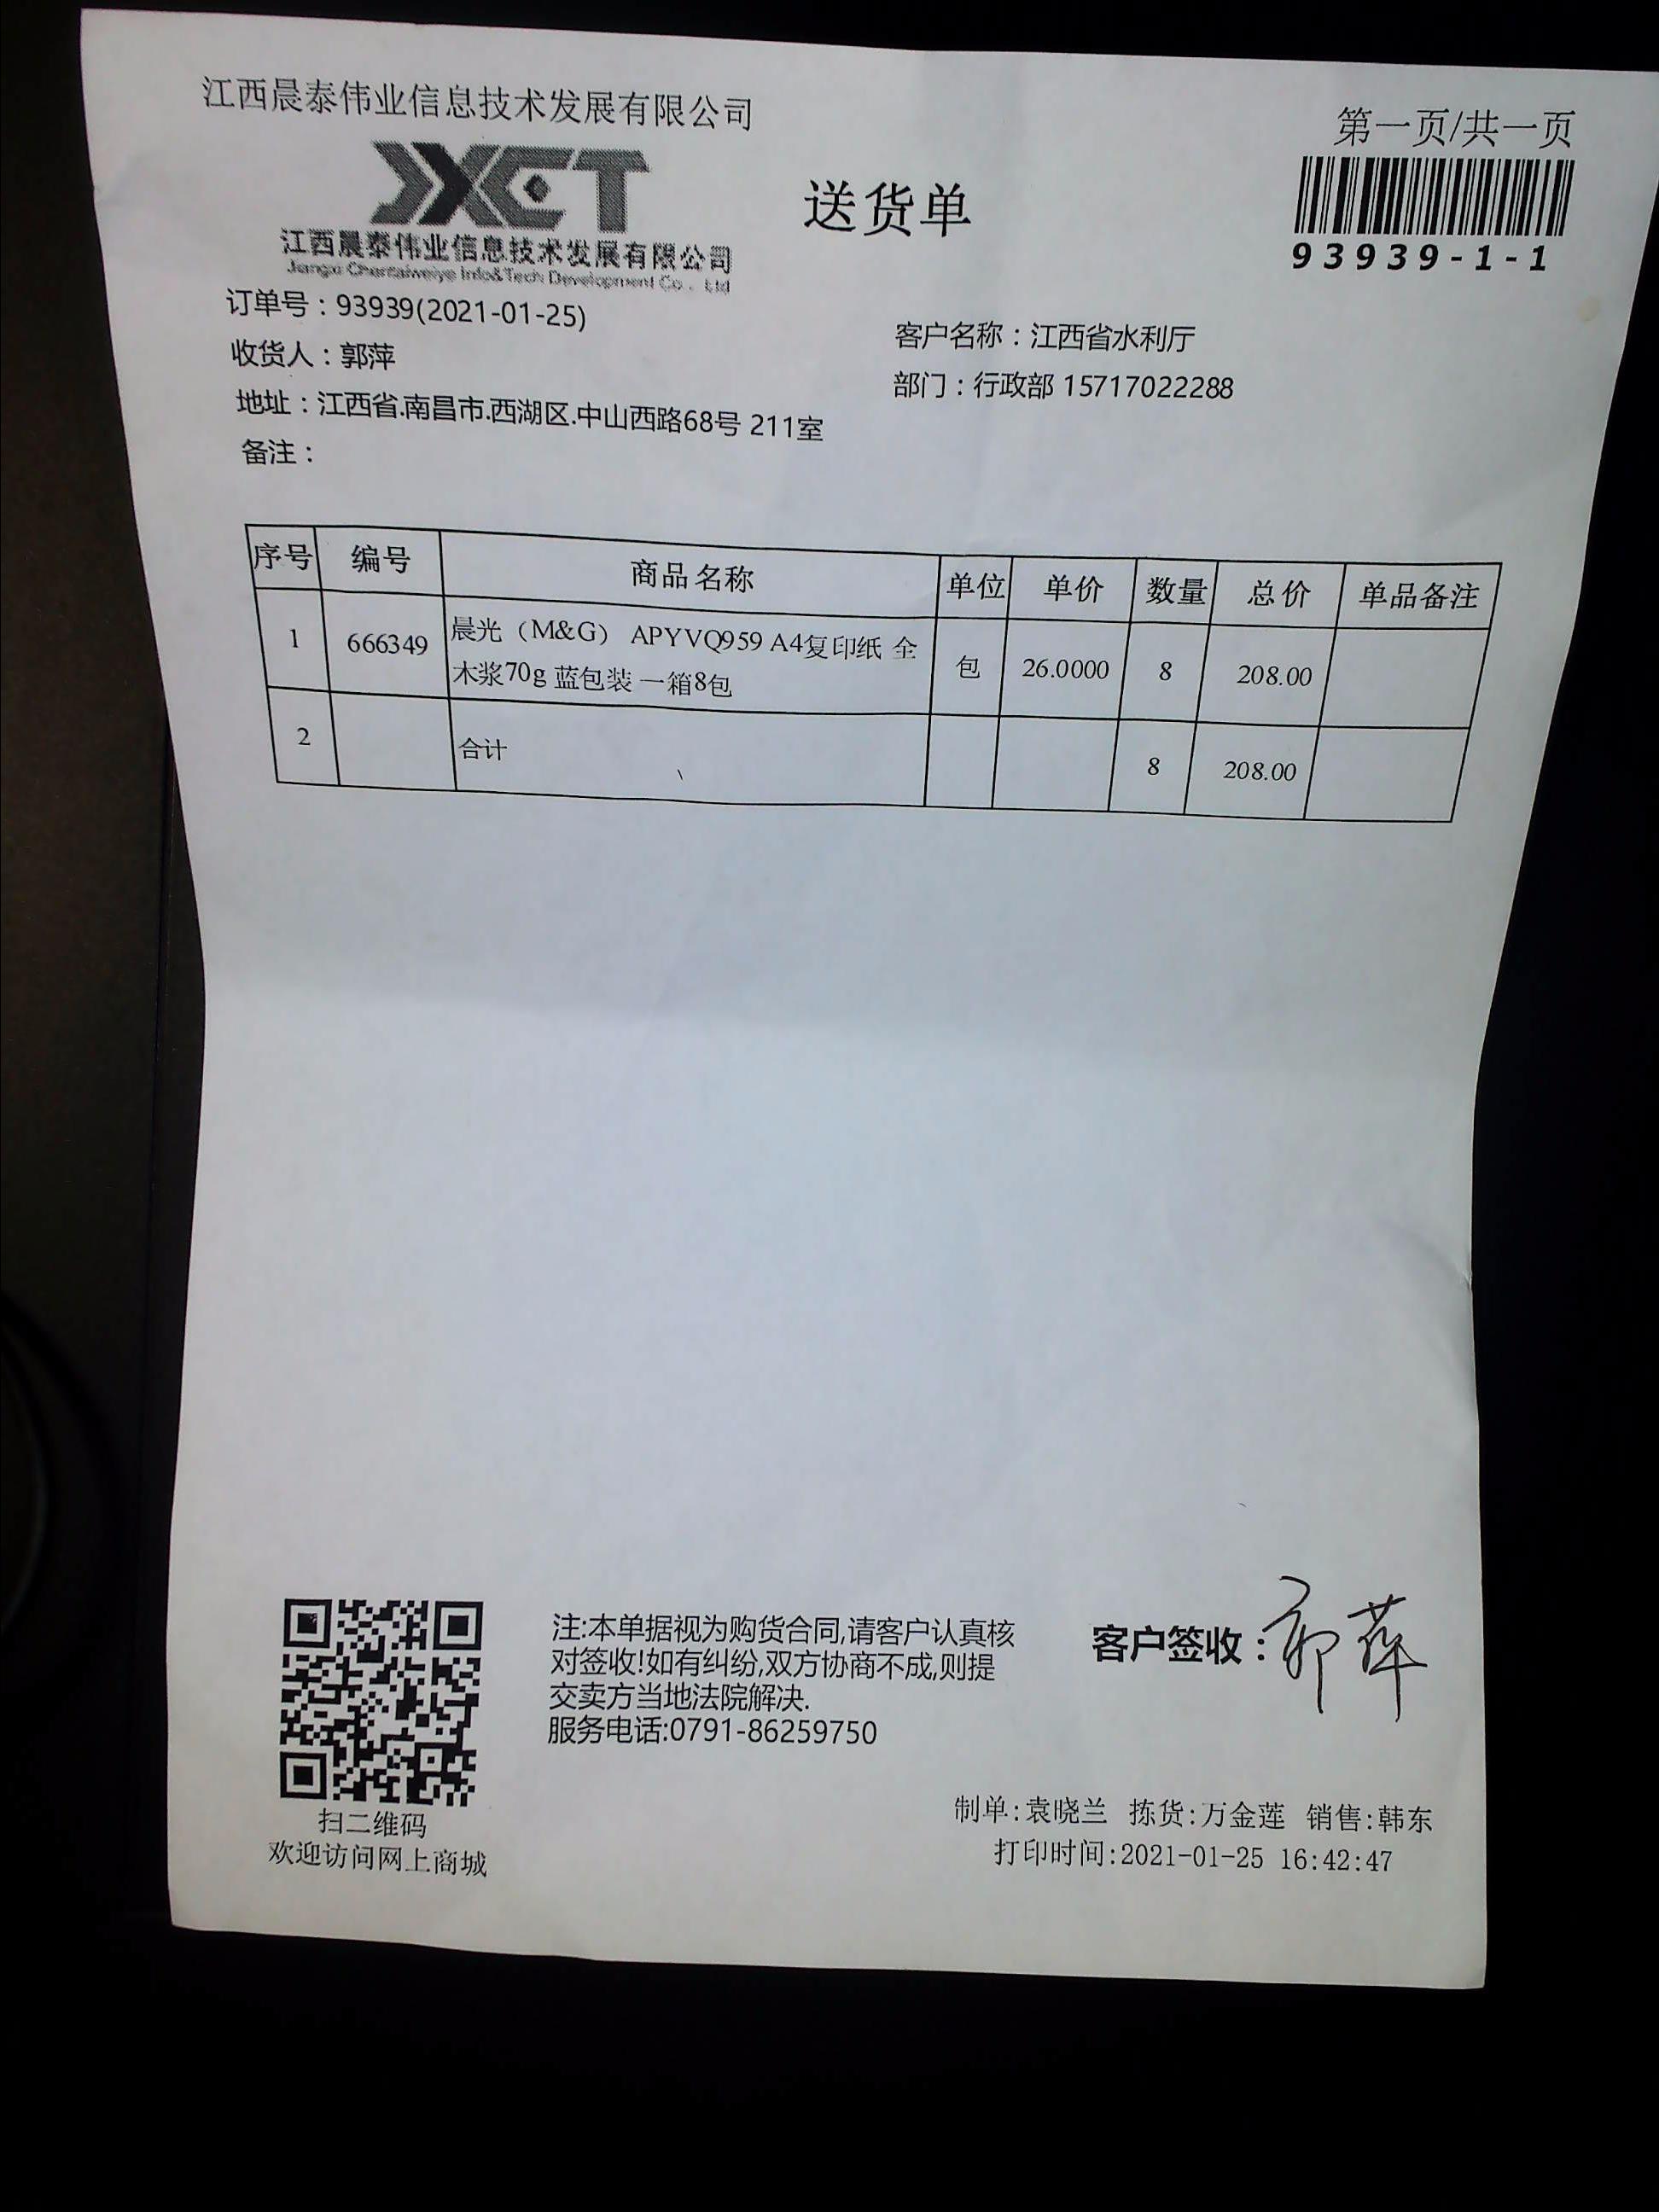 江西晨泰伟业信息技术发展有限公司
第一页/共一页
JXCT
送货单
江西晨泰伟业信息技术发展有限公司
Jiangxi Chentaiweiye Info&Tech Development Co., Ltd
93939-1-1
订单号：93939(2021-01-25)
客户名称：江西省水利厅
收货人：郭萍
部门：行政部 15717022288
地址：江西省.南昌市.西湖区.中山西路68号 211室
备注：
序号 编号 商品名称 单位 单价 数量 总价 单品备注
1 666349 晨光（M&G） APYVQ959 A4复印纸 全
木浆70g 蓝包装 一箱8包 包 26.0000 8 208.00
2 合计 8 208.00
注:本单据视为购货合同,请客户认真核
对签收!如有纠纷,双方协商不成,则提
交卖方当地法院解决.
服务电话:0791-86259750
客户签收：郭萍
扫二维码
欢迎访问网上商城
制单:袁晓兰 拣货:万金莲 销售:韩东
打印时间:2021-01-25 16:42:47